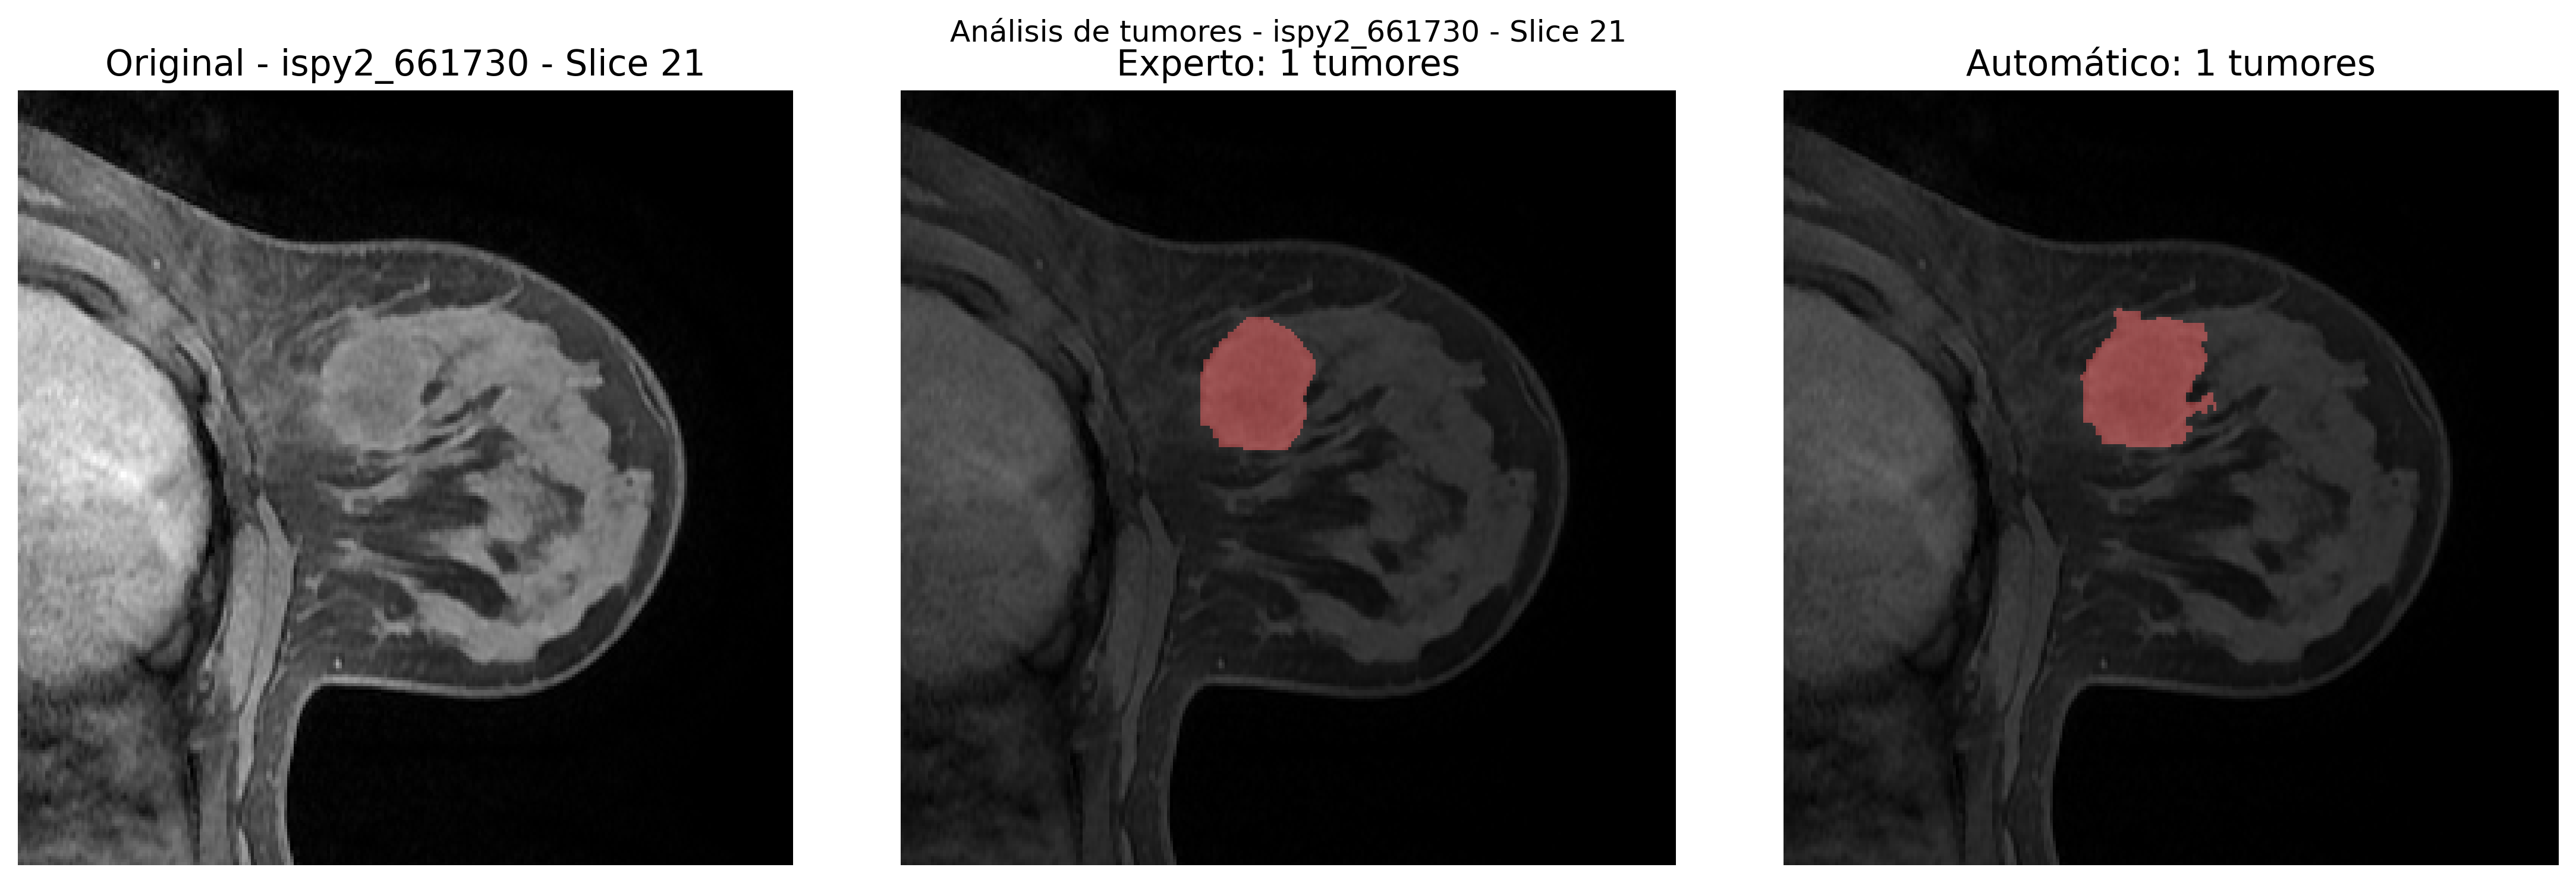 Análisis de tumores - ispy2_661730 - Slice 21
Original - ispy2_661730 - Slice 21
Experto: 1 tumores
Automático: 1 tumores